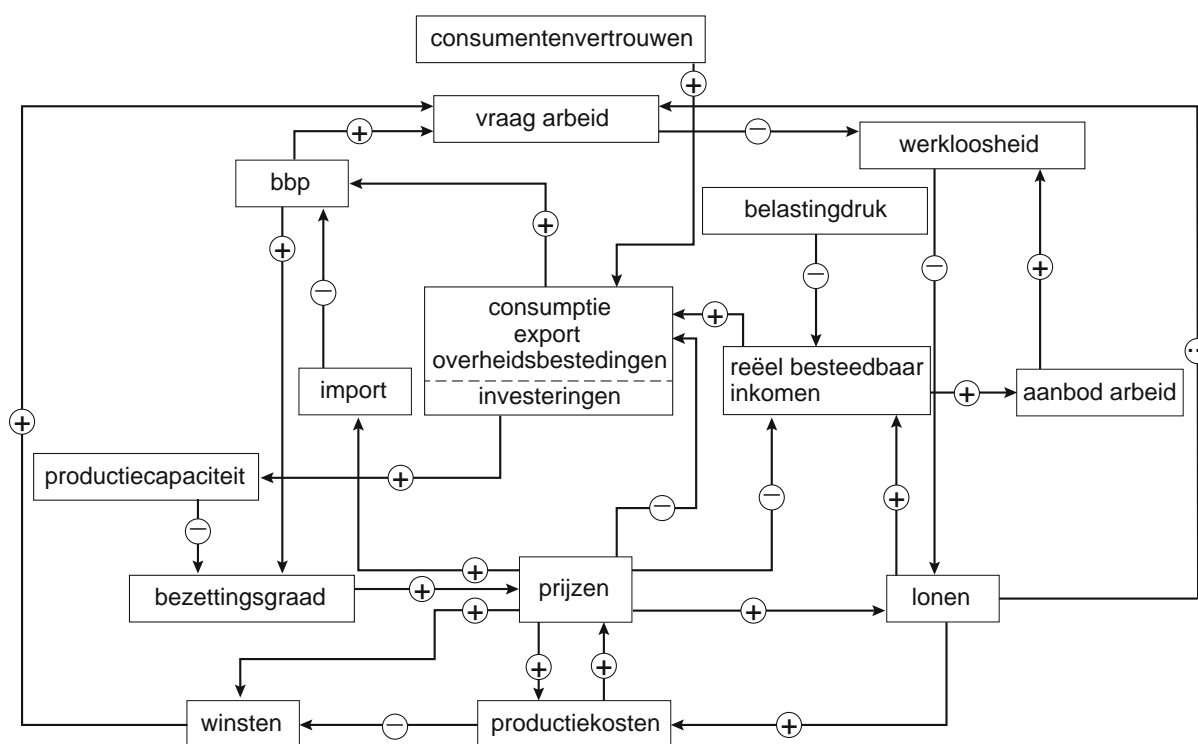 consumentenvertrouwen
+
vraag arbeid
+
–
werkloosheid
bbp
belastingdruk
+
+
–
–
+
–
consumptie
export
overheidsbestedingen
investeringen
+
reëel besteedbaar
inkomen
import
+
aanbod arbeid
+
productiecapaciteit
+
–
+
–
–
+
prijzen
+
–
bezettingsgraad
+
lonen
+
+
+
+
winsten
–
productiekosten
+